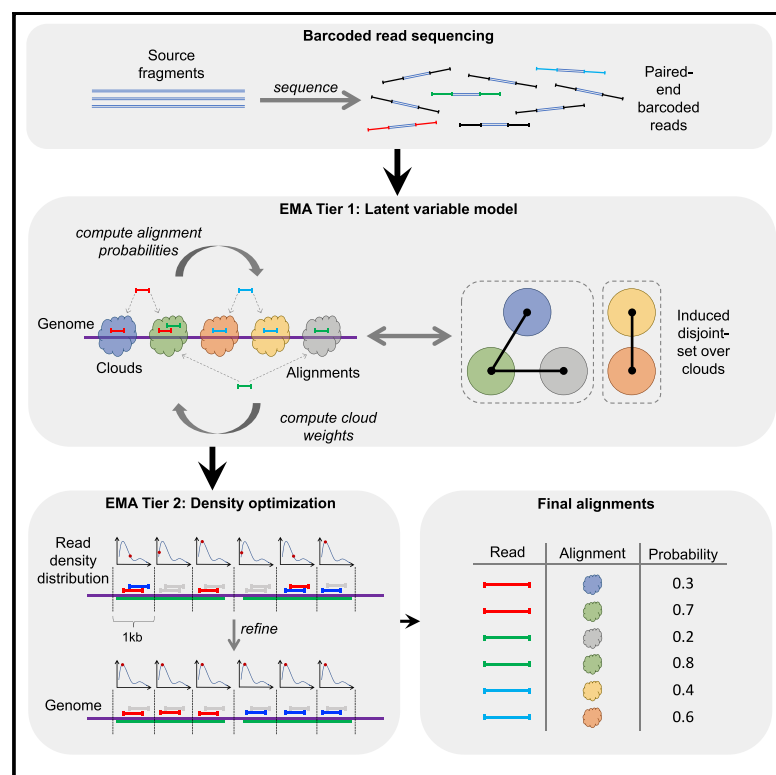 Barcoded read sequencing
Source
fragments
sequence
Paired-
end
barcoded
reads
EMA Tier 1: Latent variable model
compute alignment
probabilities
Genome
Clouds
Alignments
compute cloud
weights
Induced
disjoint-
set over
clouds
EMA Tier 2: Density optimization
Read
density
distribution
1kb
refine
Genome
Final alignments
Read Alignment Probability
0.3
0.7
0.2
0.8
0.4
0.6